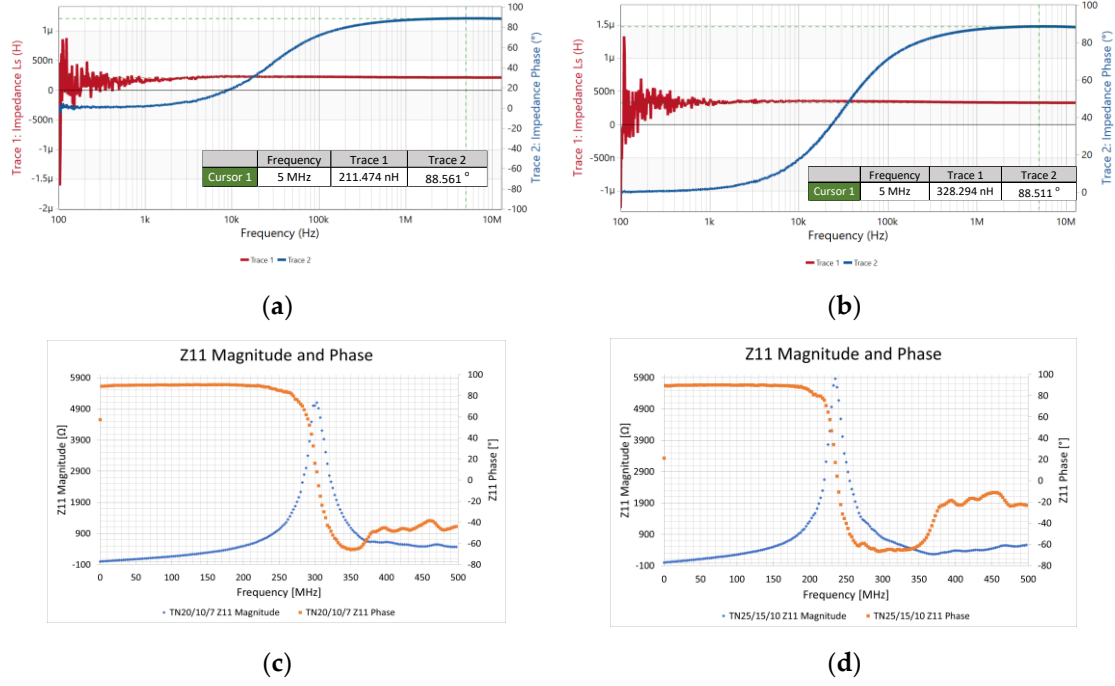 Trace 1: Impedance Ls (H)
1µ
500n
0
-500n
-1µ
-1.5µ
-2µ
100
1k
10k
100k
1M
10M
Frequency (Hz)
100
80
60
40
20
0
-20
-40
-60
-80
-100
Trace 2: Impedance Phase (°)
Frequency Trace 1 Trace 2
Cursor 1 5 MHz 211.474 nH 88.561 °
Trace 1 Trace 2
(a)
Trace 1: Impedance Ls (H)
1.5µ
1µ
500n
0
-500n
-1µ
100
1k
10k
100k
1M
10M
Frequency (Hz)
100
80
60
40
20
0
Trace 2: Impedance Phase (°)
Frequency Trace 1 Trace 2
Cursor 1 5 MHz 328.294 nH 88.511 °
Trace 1 Trace 2
(b)
Z11 Magnitude and Phase
Z11 Magnitude [Ω]
5900
4900
3900
2900
1900
900
-100
0 50 100 150 200 250 300 350 400 450 500
Frequency [MHz]
100
80
60
40
20
0
-20
-40
-60
-80
Z11 Phase [°]
TN20/10/7 Z11 Magnitude TN20/10/7 Z11 Phase
(c)
Z11 Magnitude and Phase
Z11 Magnitude [Ω]
5900
4900
3900
2900
1900
900
-100
0 50 100 150 200 250 300 350 400 450 500
Frequency [MHz]
100
80
60
40
20
0
-20
-40
-60
-80
Z11 Phase [°]
TN25/15/10 Z11 Magnitude TN25/15/10 Z11 Phase
(d)